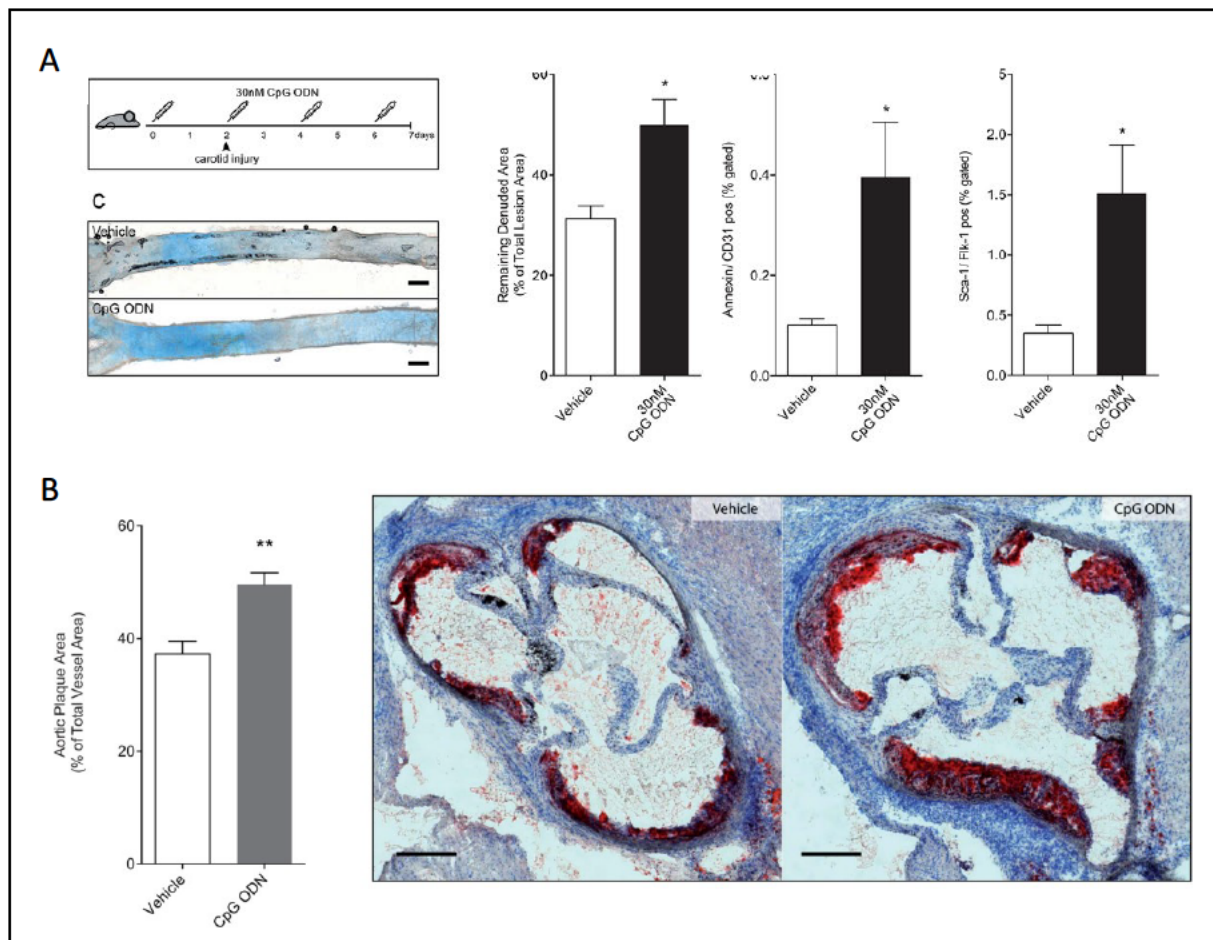 A
30nM CpG ODN
0 1 2 3 4 5 6 7days
carotid injury
C
Vehicle
CpG ODN
Remaining Denuded Area
(% of Total Lesion Area)
60
40
20
0
*
Vehicle
30nM
CpG ODN
Annexin/ CD31 pos (% gated)
0.4
0.2
0.0
*
Vehicle
30nM
CpG ODN
Sca-1/ Flk-1 pos (% gated)
2.0
1.5
1.0
0.5
0.0
*
Vehicle
30nM
CpG ODN
B
Aortic Plaque Area
(% of Total Vessel Area)
60
40
20
0
**
Vehicle
CpG ODN
Vehicle
CpG ODN